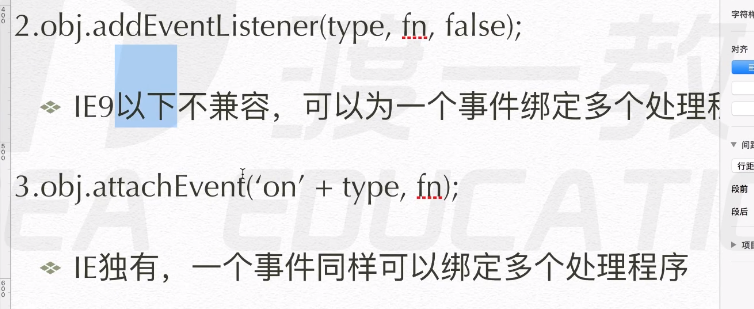 2.obj.addEventListener(type, fn, false);
IE9以下不兼容，可以为一个事件绑定多个处理程
3.obj.attachEvent(‘on’ + type, fn);
IE独有，一个事件同样可以绑定多个处理程序
渡一教
EA EDUCATI
字符样
对齐
间距
行距
段前
段后
项目
500
600